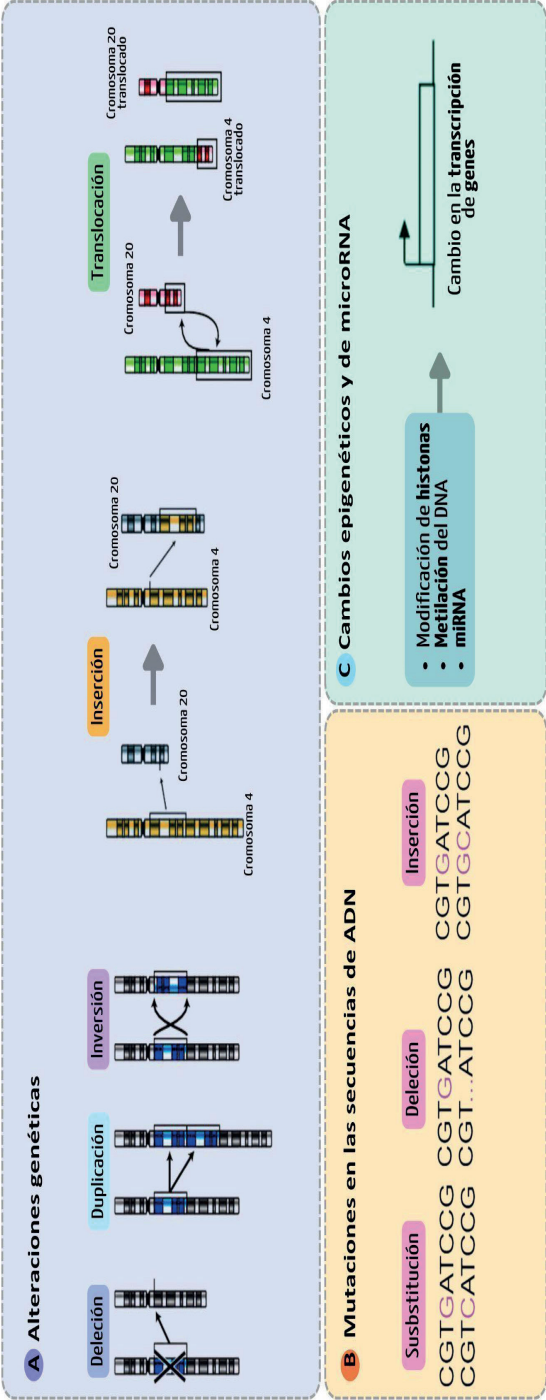 A Alteraciones genéticas
Deleción
Duplicación
Inversión
Inserción
Cromosoma 4
Cromosoma 20
Cromosoma 4
Cromosoma 20
Translocación
Cromosoma 4
Cromosoma 20
Cromosoma 4
translocado
Cromosoma 20
translocado
B Mutaciones en las secuencias de ADN
Susbstitución
CGTGATCCG
CGTCATCCG
Deleción
CGTGATCCG
CGT...ATCCG
Inserción
CGTGATCCG
CGTGCATCCG
C Cambios epigenéticos y de microRNA
• Modificación de histonas
• Metilación del DNA
• miRNA
Cambio en la transcripción
de genes